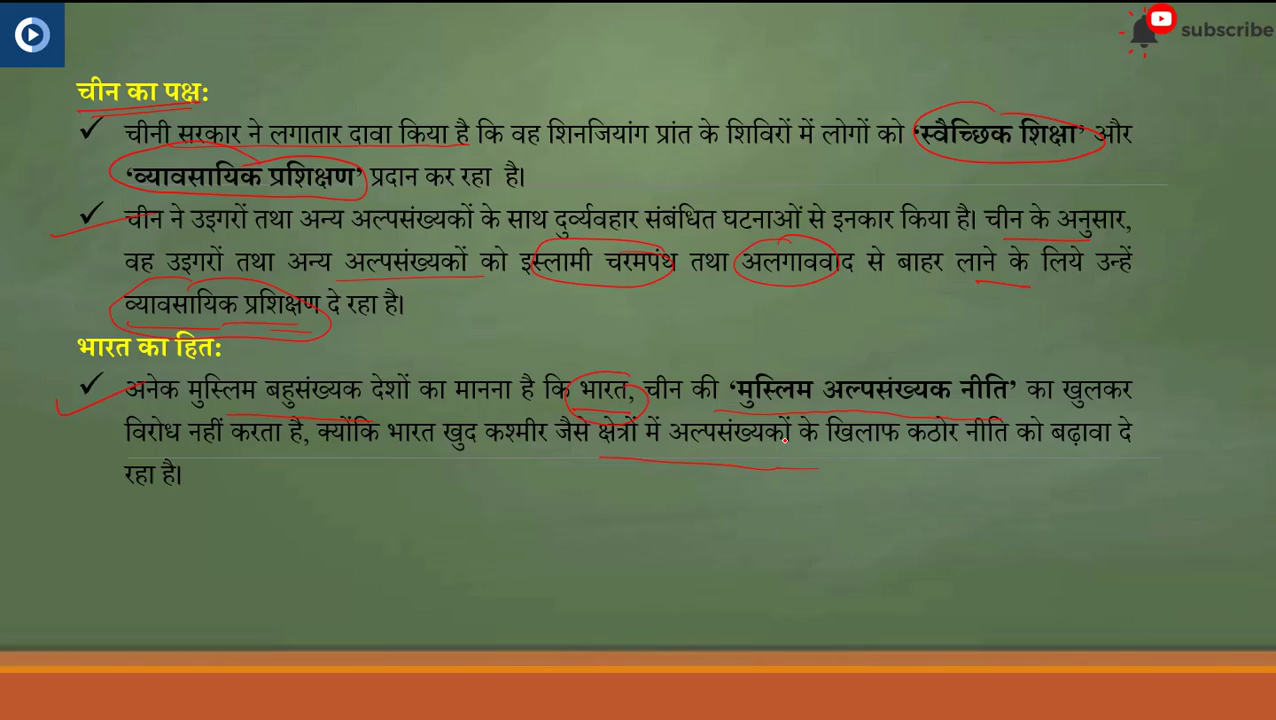 subscribe
चीन का पक्ष:
✓ चीनी सरकार ने लगातार दावा किया है कि वह शिनजियांग प्रांत के शिविरों में लोगों को ‘स्वैच्छिक शिक्षा’ और
‘व्यावसायिक प्रशिक्षण’ प्रदान कर रहा है।
✓ चीन ने उइगरों तथा अन्य अल्पसंख्यकों के साथ दुर्व्यवहार संबंधित घटनाओं से इनकार किया है। चीन के अनुसार,
वह उइगरों तथा अन्य अल्पसंख्यकों को इस्लामी चरमपंथ तथा अलगाववाद से बाहर लाने के लिये उन्हें
व्यावसायिक प्रशिक्षण दे रहा है।
भारत का हित:
✓ अनेक मुस्लिम बहुसंख्यक देशों का मानना है कि भारत, चीन की ‘मुस्लिम अल्पसंख्यक नीति’ का खुलकर
विरोध नहीं करता है, क्योंकि भारत खुद कश्मीर जैसे क्षेत्रों में अल्पसंख्यकों के खिलाफ कठोर नीति को बढ़ावा दे
रहा है।